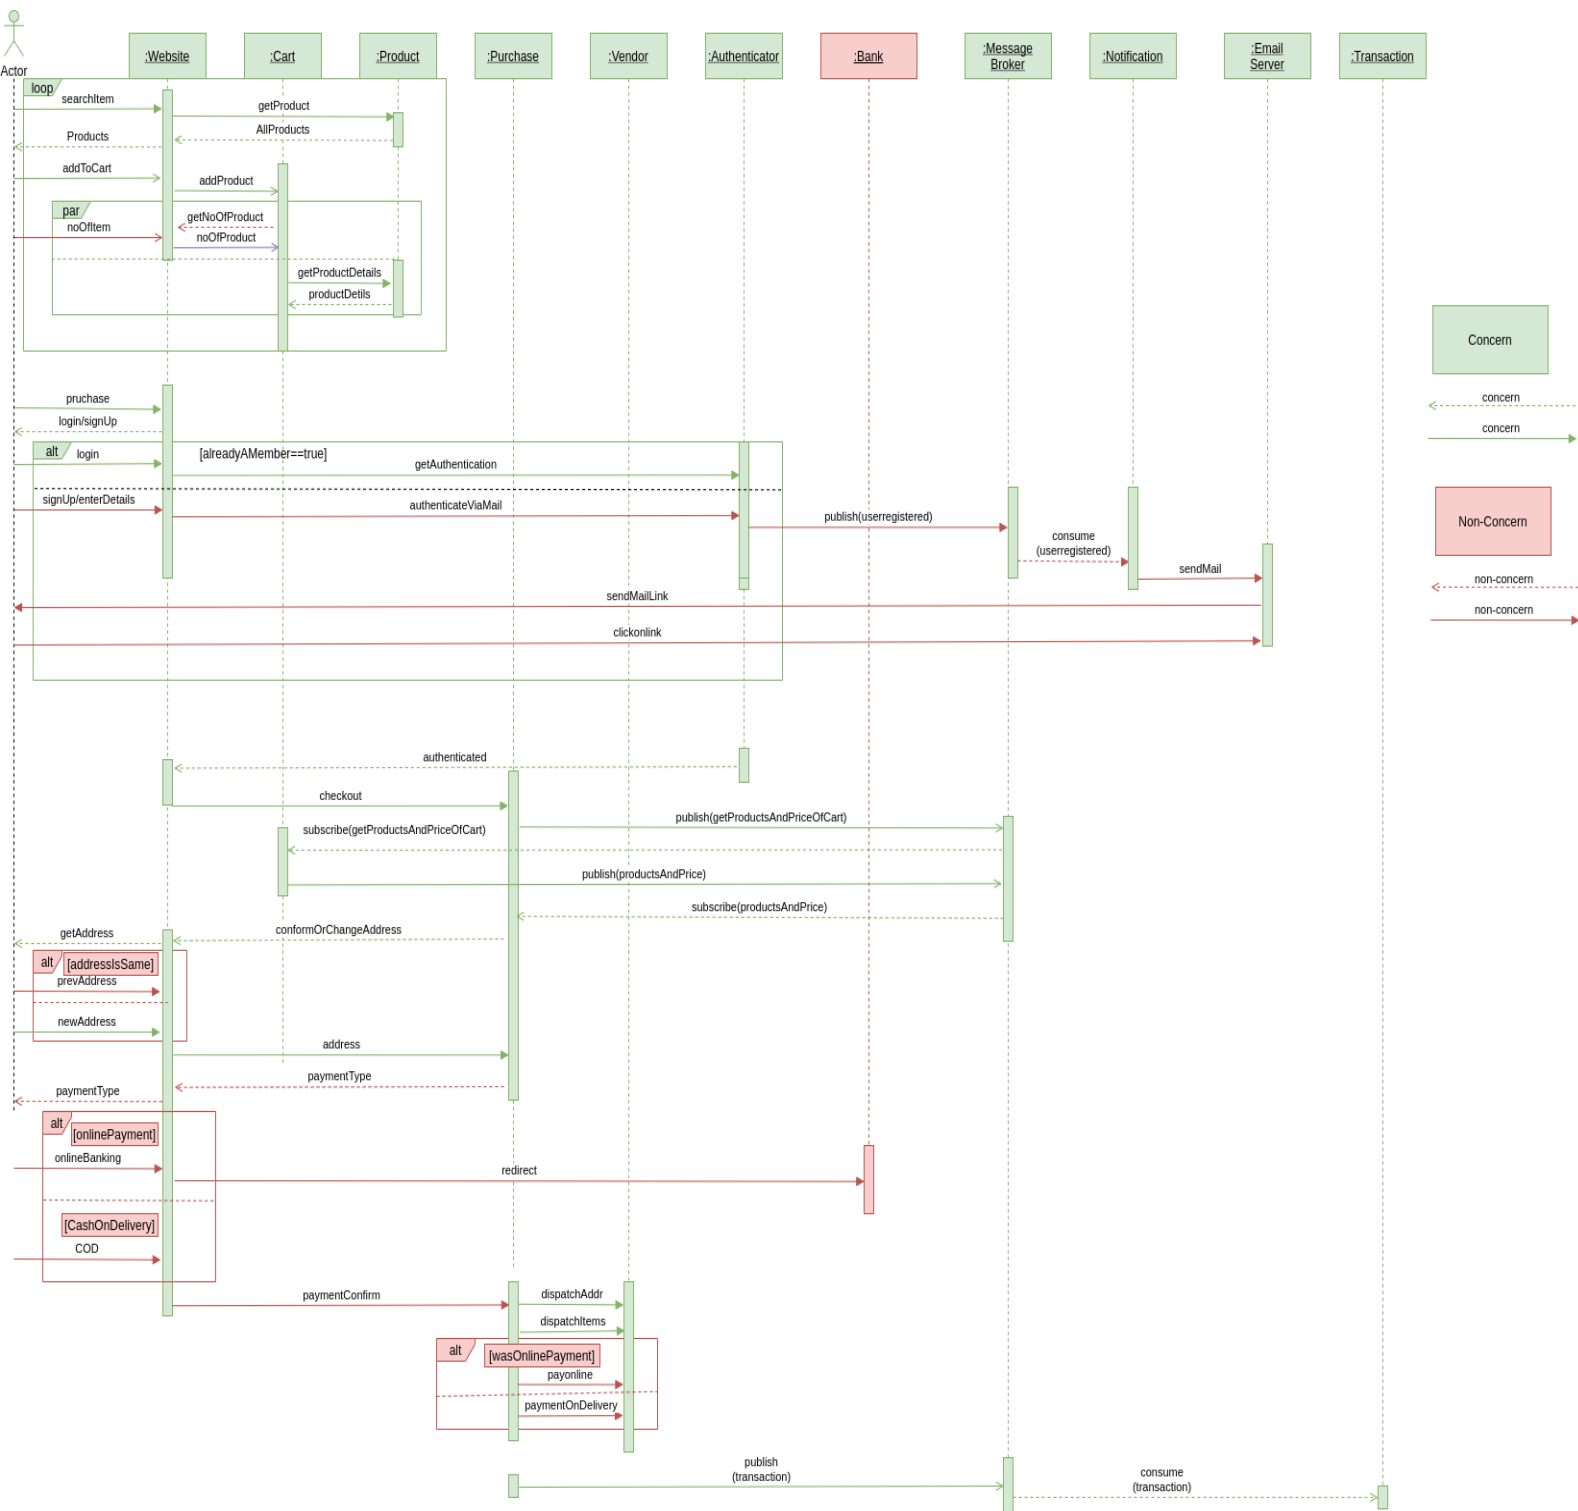 Actor
:Website
:Cart
:Product
:Purchase
:Vendor
:Authenticator
:Bank
:Message
Broker
:Notification
:Email
Server
:Transaction
loop
searchItem
getProduct
AllProducts
Products
addToCart
addProduct
par
getNoOfProduct
noOfItem
noOfProduct
getProductDetails
productDetils
Concern
pruchase
concern
login/signUp
concern
alt
login
[alreadyAMember==true]
getAuthentication
signUp/enterDetails
authenticateViaMail
publish(userregistered)
Non-Concern
consume
(userregistered)
sendMail
non-concern
sendMailLink
non-concern
clickonlink
authenticated
checkout
publish(getProductsAndPriceOfCart)
subscribe(getProductsAndPriceOfCart)
publish(productsAndPrice)
subscribe(productsAndPrice)
getAddress
conformOrChangeAddress
alt
[addressIsSame]
prevAddress
newAddress
address
paymentType
paymentType
alt
[onlinePayment]
onlineBanking
redirect
[CashOnDelivery]
COD
paymentConfirm
dispatchAddr
dispatchItems
alt
[wasOnlinePayment]
payonline
paymentOnDelivery
publish
(transaction)
consume
(transaction)